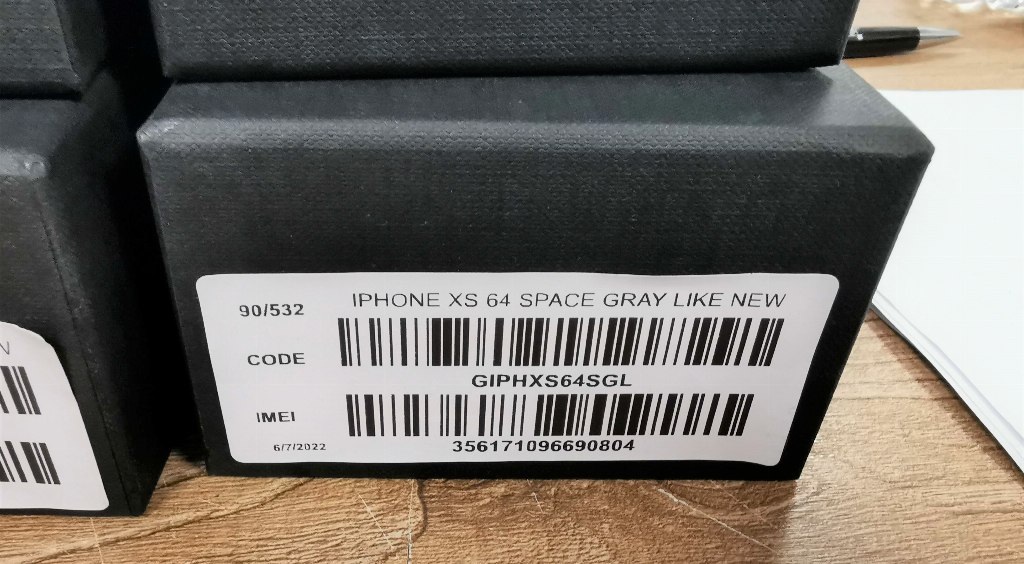 90/532
IPHONE XS 64 SPACE GRAY LIKE NEW
CODE
GIPHXS64SGL
IMEI
6/7/2022
356171096690804